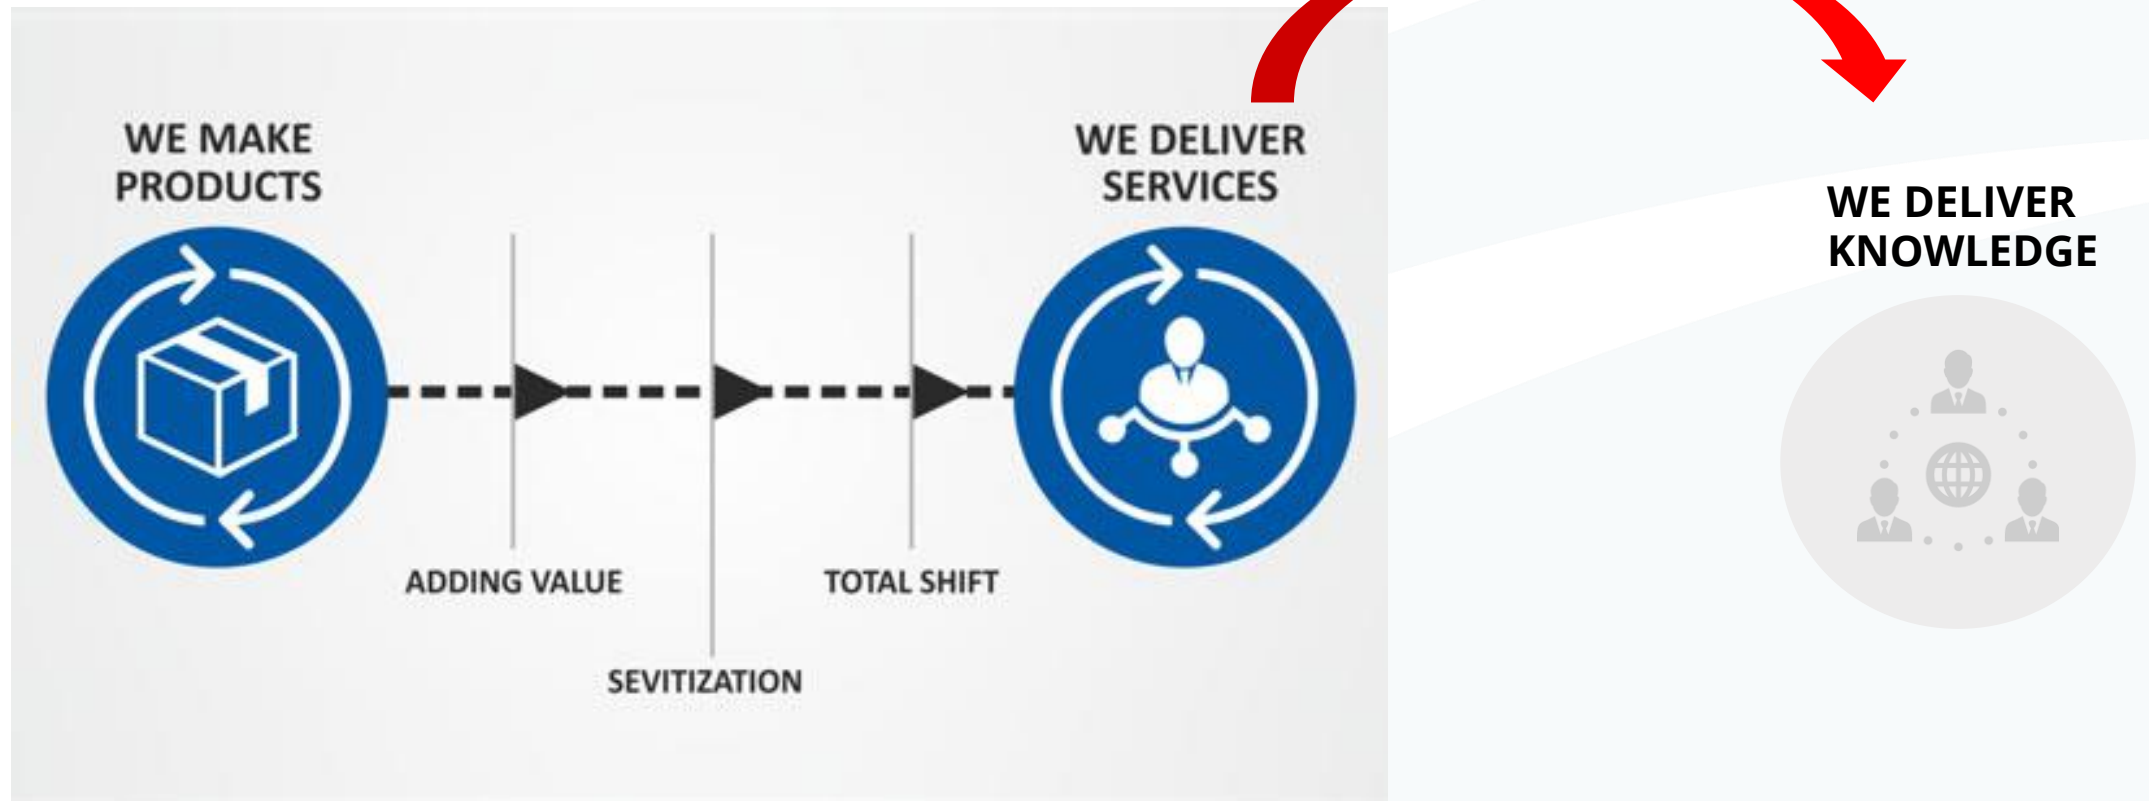 WE MAKE
PRODUCTS
WE DELIVER
SERVICES
WE DELIVER
KNOWLEDGE
ADDING VALUE
TOTAL SHIFT
SEVITIZATION